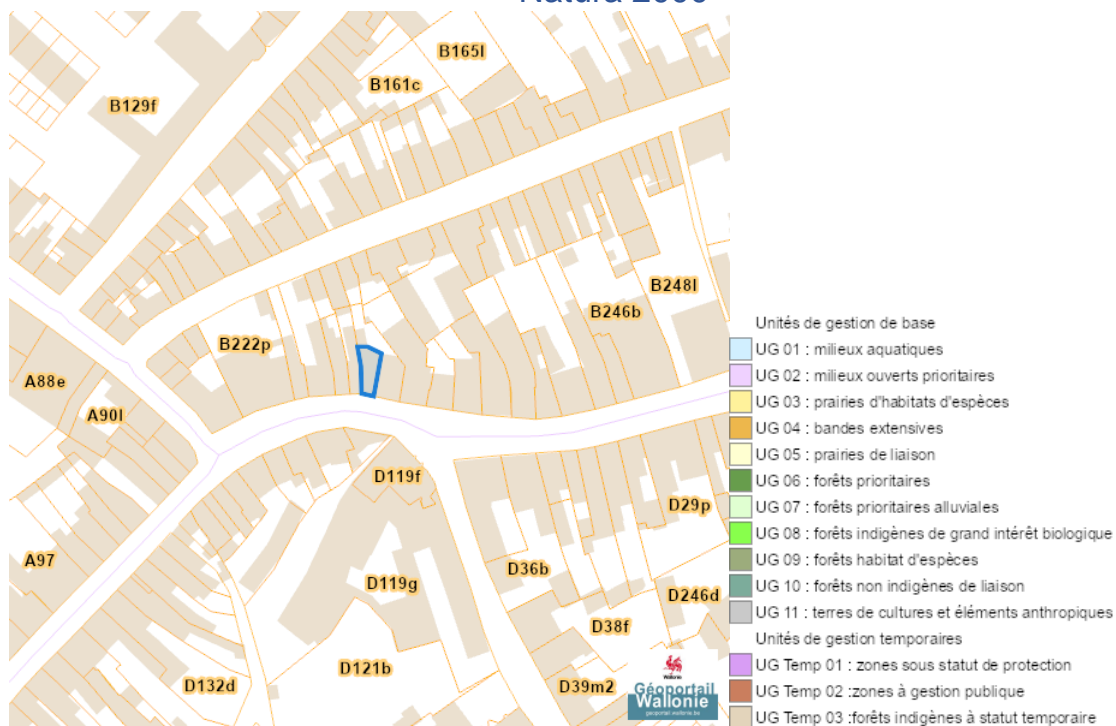 Natura 2000
B165l
B161c
B129f
B248l
B246b
B222p
A88e
A90l
D119f
D29p
A97
D36b
D119g
D246d
D38f
D121b
D132d
D39m2
Wallonie
Géoportail
Wallonie
geoportail.wallonie.be
Unités de gestion de base
UG 01 : milieux aquatiques
UG 02 : milieux ouverts prioritaires
UG 03 : prairies d'habitats d'espèces
UG 04 : bandes extensives
UG 05 : prairies de liaison
UG 06 : forêts prioritaires
UG 07 : forêts prioritaires alluviales
UG 08 : forêts indigènes de grand intérêt biologique
UG 09 : forêts habitat d'espèces
UG 10 : forêts non indigènes de liaison
UG 11 : terres de cultures et éléments anthropiques
Unités de gestion temporaires
UG Temp 01 : zones sous statut de protection
UG Temp 02 :zones à gestion publique
UG Temp 03 :forêts indigènes à statut temporaire